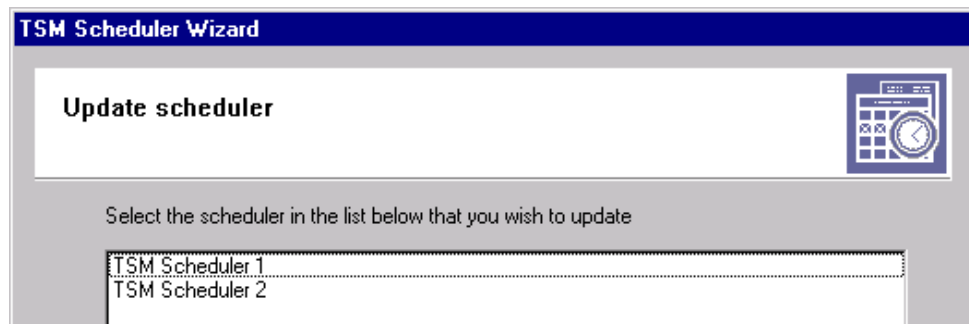 TSM Scheduler Wizard
Update scheduler
Select the scheduler in the list below that you wish to update
TSM Scheduler 1
TSM Scheduler 2